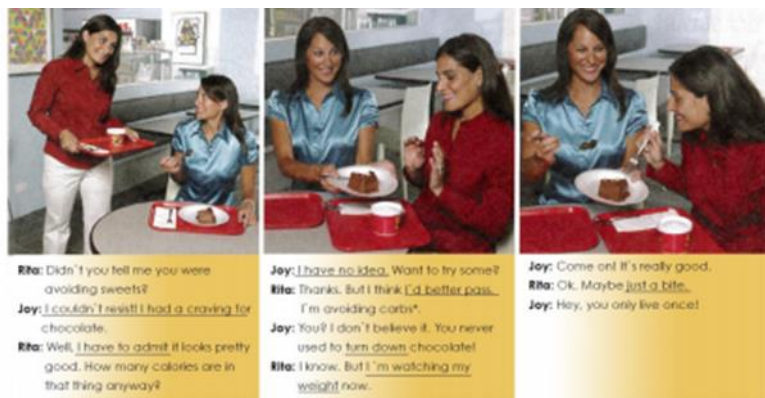 Rita: Didn't you tell me you were
avoiding sweets?
Joy: I couldn't resist! I had a craving for
chocolate.
Rita: Well, I have to admit it looks pretty
good. How many calories are in
that thing anyway?
Joy: I have no idea. Want to try some?
Rita: Thanks. But I think I'd better pass.
I'm avoiding carbs*.
Joy: You? I don't believe it. You never
used to turn down chocolate!
Rita: I know. But I'm watching my
weight now.
Joy: Come on! It's really good.
Rita: Ok. Maybe just a bite.
Joy: Hey, you only live once!